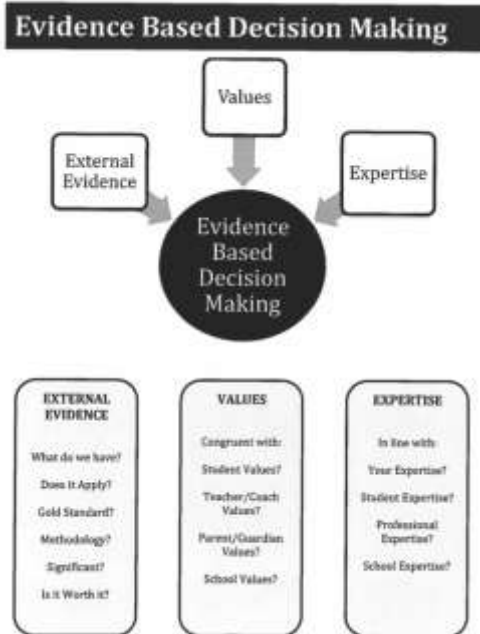 Evidence Based Decision Making
Values
External
Evidence
Expertise
Evidence
Based
Decision
Making
EXTERNAL
EVIDENCE
What do we have?
Does it Apply?
Gold Standard?
Methodology?
Significant?
Is it Worth it?
VALUES
Congruent with:
Student Values?
Teacher/Coach
Values?
Parent/Guardian
Values?
School Values?
EXPERTISE
In line with:
Your Expertise?
Student Expertise?
Professional
Expertise?
School Expertise?